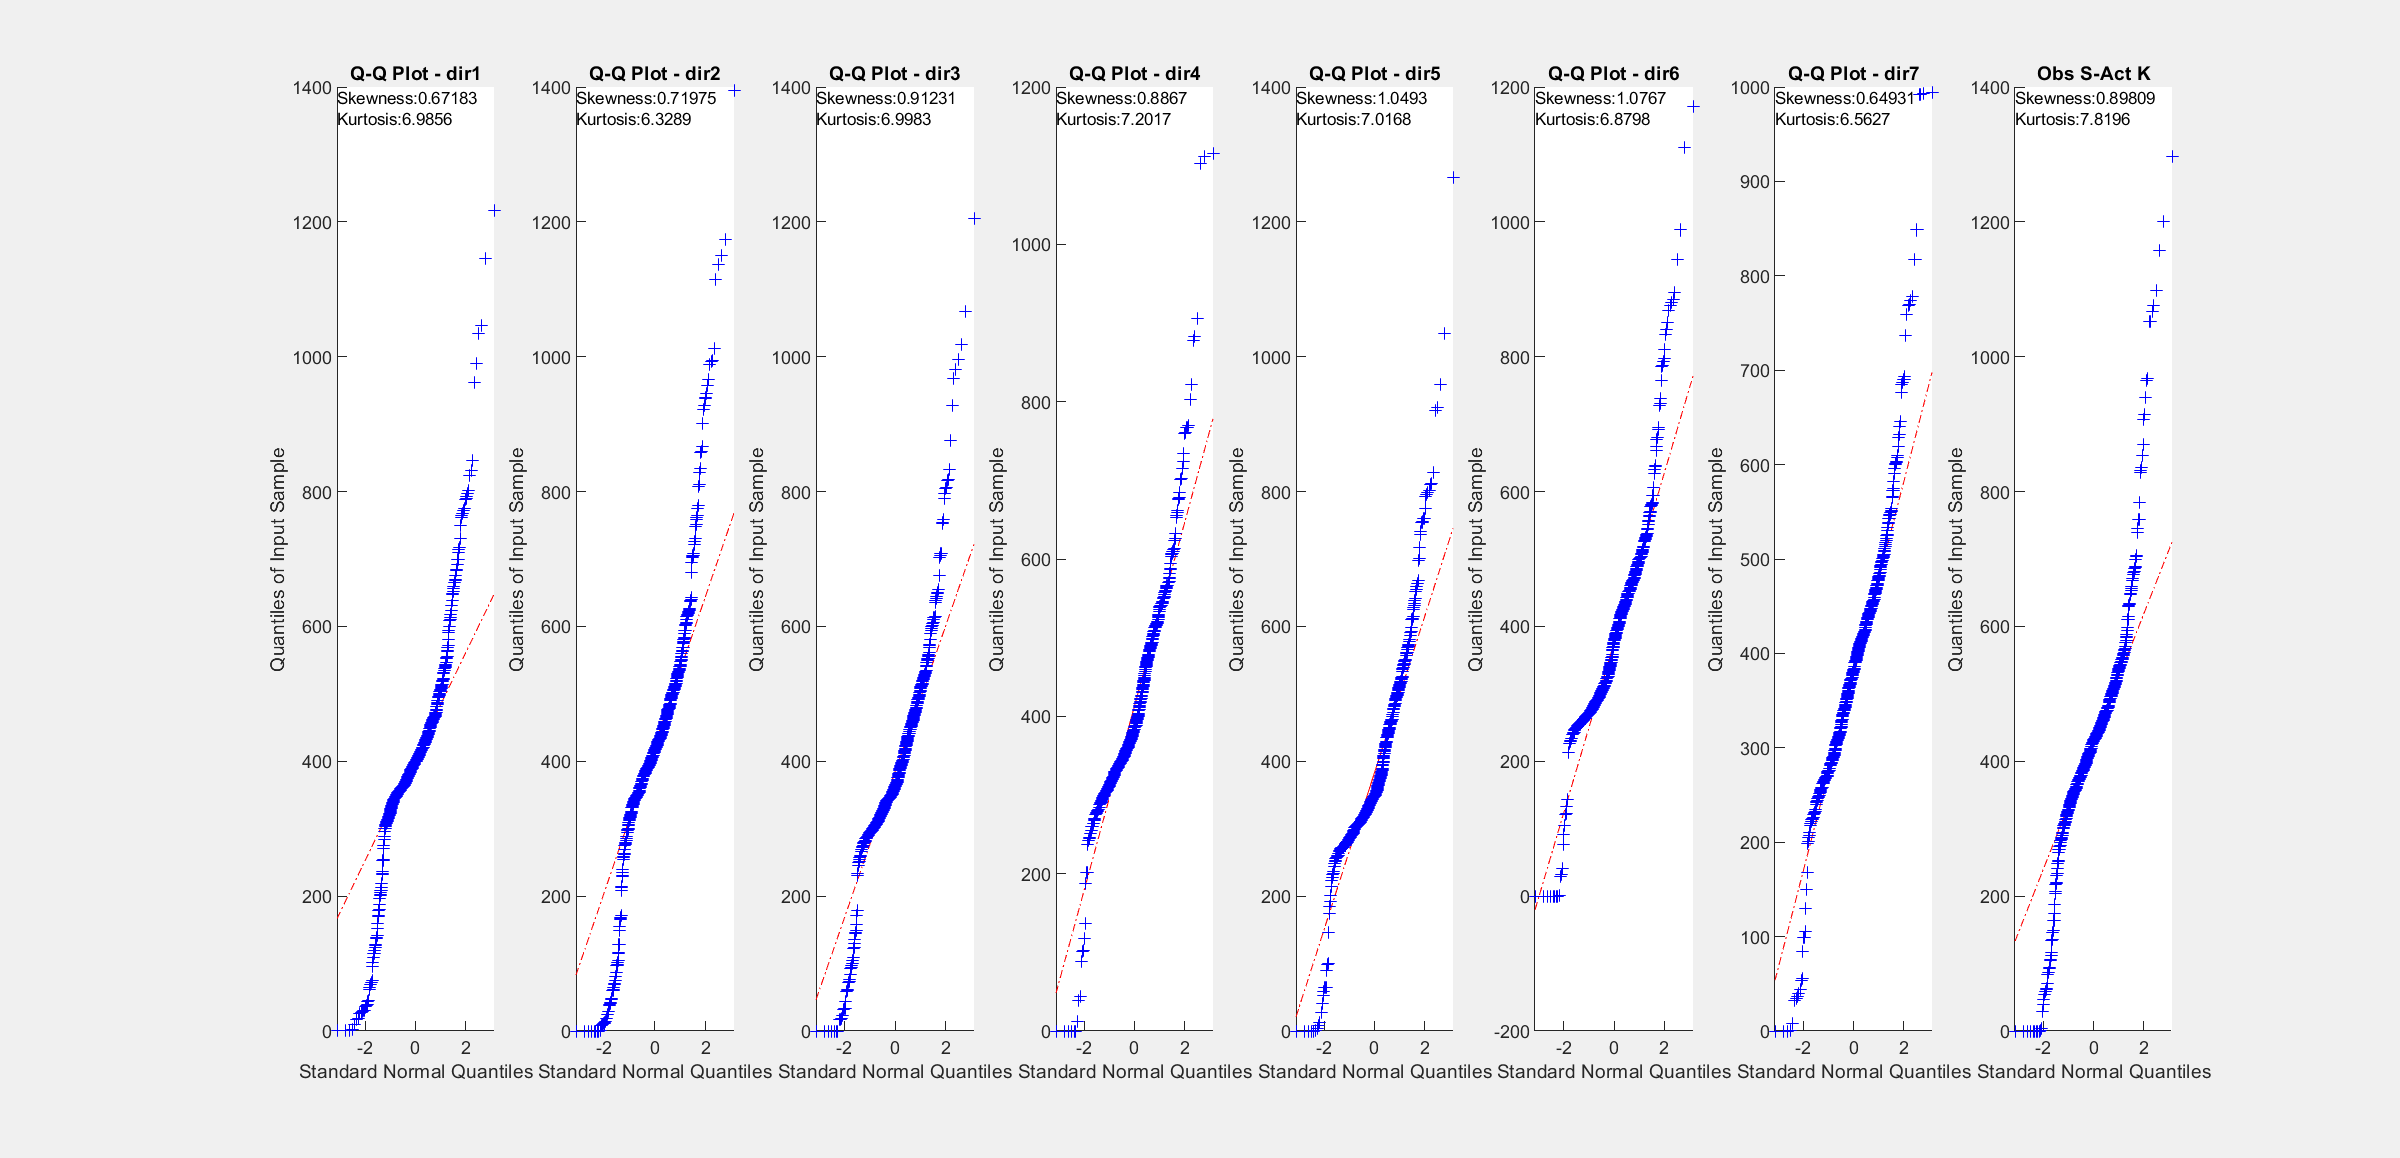 Q-Q Plot - dir1
Skewness:0.67183
Kurtosis:6.9856
1400
1200
1000
800
600
400
200
0
-2 0 2
Quantiles of Input Sample
Standard Normal Quantiles
Q-Q Plot - dir2
Skewness:0.71975
Kurtosis:6.3289
1400
1200
1000
800
600
400
200
0
-2 0 2
Quantiles of Input Sample
Standard Normal Quantiles
Q-Q Plot - dir3
Skewness:0.91231
Kurtosis:6.9983
1400
1200
1000
800
600
400
200
0
-2 0 2
Quantiles of Input Sample
Standard Normal Quantiles
Q-Q Plot - dir4
Skewness:0.8867
Kurtosis:7.2017
1200
1000
800
600
400
200
0
-2 0 2
Quantiles of Input Sample
Standard Normal Quantiles
Q-Q Plot - dir5
Skewness:1.0493
Kurtosis:7.0168
1400
1200
1000
800
600
400
200
0
-2 0 2
Quantiles of Input Sample
Standard Normal Quantiles
Q-Q Plot - dir6
Skewness:1.0767
Kurtosis:6.8798
1200
1000
800
600
400
200
0
-200
-2 0 2
Quantiles of Input Sample
Standard Normal Quantiles
Q-Q Plot - dir7
Skewness:0.64931
Kurtosis:6.5627
1000
900
800
700
600
500
400
300
200
100
0
-2 0 2
Quantiles of Input Sample
Standard Normal Quantiles
Obs S-Act K
Skewness:0.89809
Kurtosis:7.8196
1400
1200
1000
800
600
400
200
0
-2 0 2
Quantiles of Input Sample
Standard Normal Quantiles